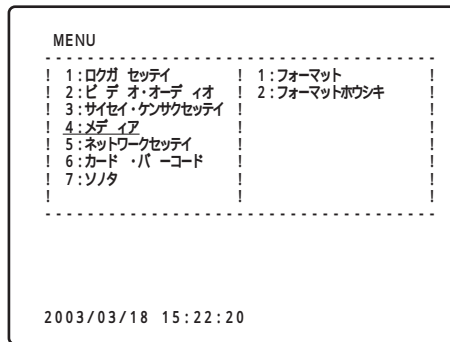 MENU
- - - - - - - - - - - - - - - - - - - - - - - - - - - - - - - - - - - - -
! 1:ロクガ セッテイ ! 1:フォーマット !
! 2:ビ デ オ・オーデ ィオ ! 2:フォーマットホウシキ !
! 3:サイセイ・ケンサクセッテイ ! !
! 4:メデ ィア ! !
! 5:ネットワークセッテイ ! !
! 6:カード ・バ ーコード ! !
! 7:ソノタ ! !
! ! !
- - - - - - - - - - - - - - - - - - - - - - - - - - - - - - - - - - - - -
2003/03/18 15:22:20